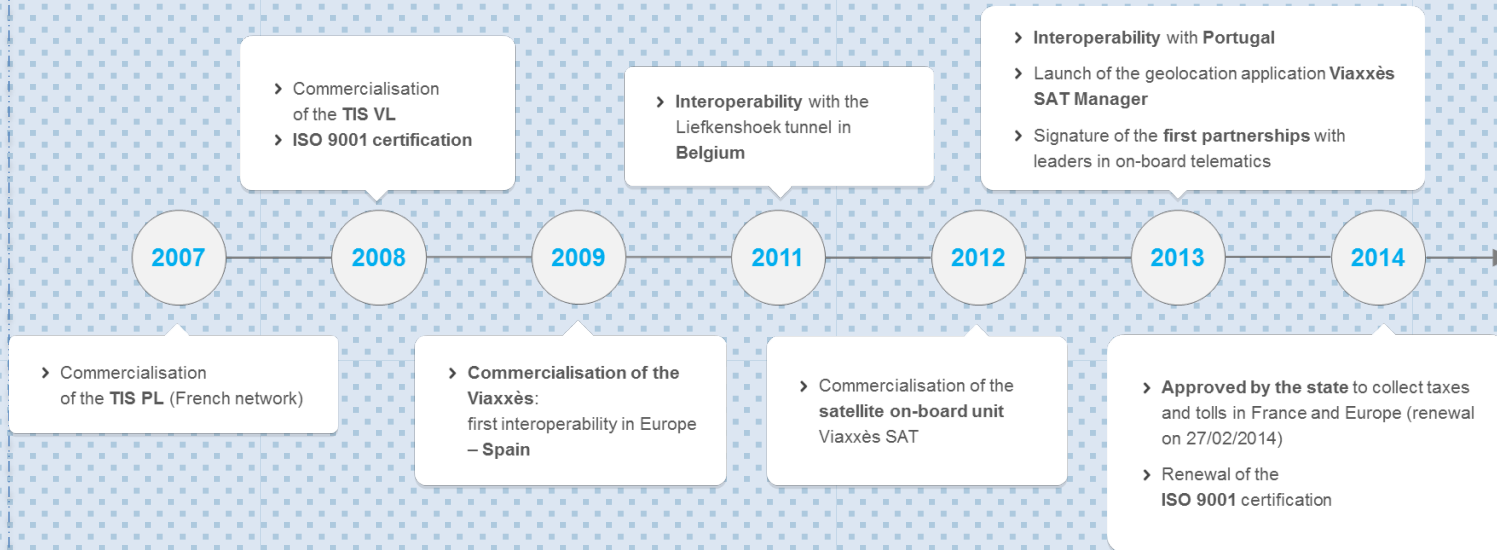 Commercialisation
of the TIS VL
ISO 9001 certification
Interoperability with the
Liefkenshoek tunnel in
Belgium
Interoperability with Portugal
Launch of the geolocation application Viaxxès
SAT Manager
Signature of the first partnerships with
leaders in on-board telematics
2007
2008
2009
2011
2012
2013
2014
Commercialisation
of the TIS PL (French network)
Commercialisation of the
Viaxxès:
first interoperability in Europe
– Spain
Commercialisation of the
satellite on-board unit
Viaxxès SAT
Approved by the state to collect taxes
and tolls in France and Europe (renewal
on 27/02/2014)
Renewal of the
ISO 9001 certification